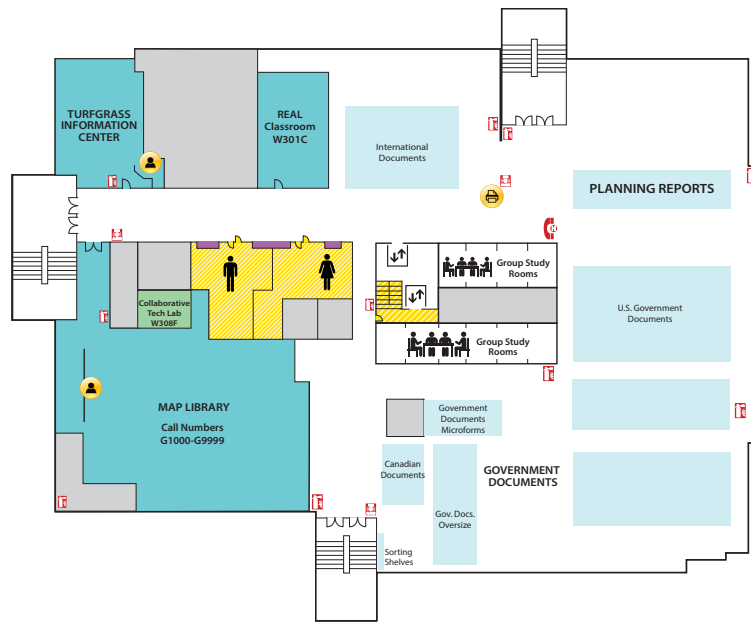 TURFGRASS
INFORMATION
CENTER
REAL
Classroom
W301C
International
Documents
PLANNING REPORTS
Group Study
Rooms
Collaborative
Tech Lab
W308F
U.S. Government
Documents
Group Study
Rooms
MAP LIBRARY
Call Numbers
G1000-G9999
Government
Documents
Microforms
Canadian
Documents
GOVERNMENT
DOCUMENTS
Gov. Docs.
Oversize
Sorting
Shelves